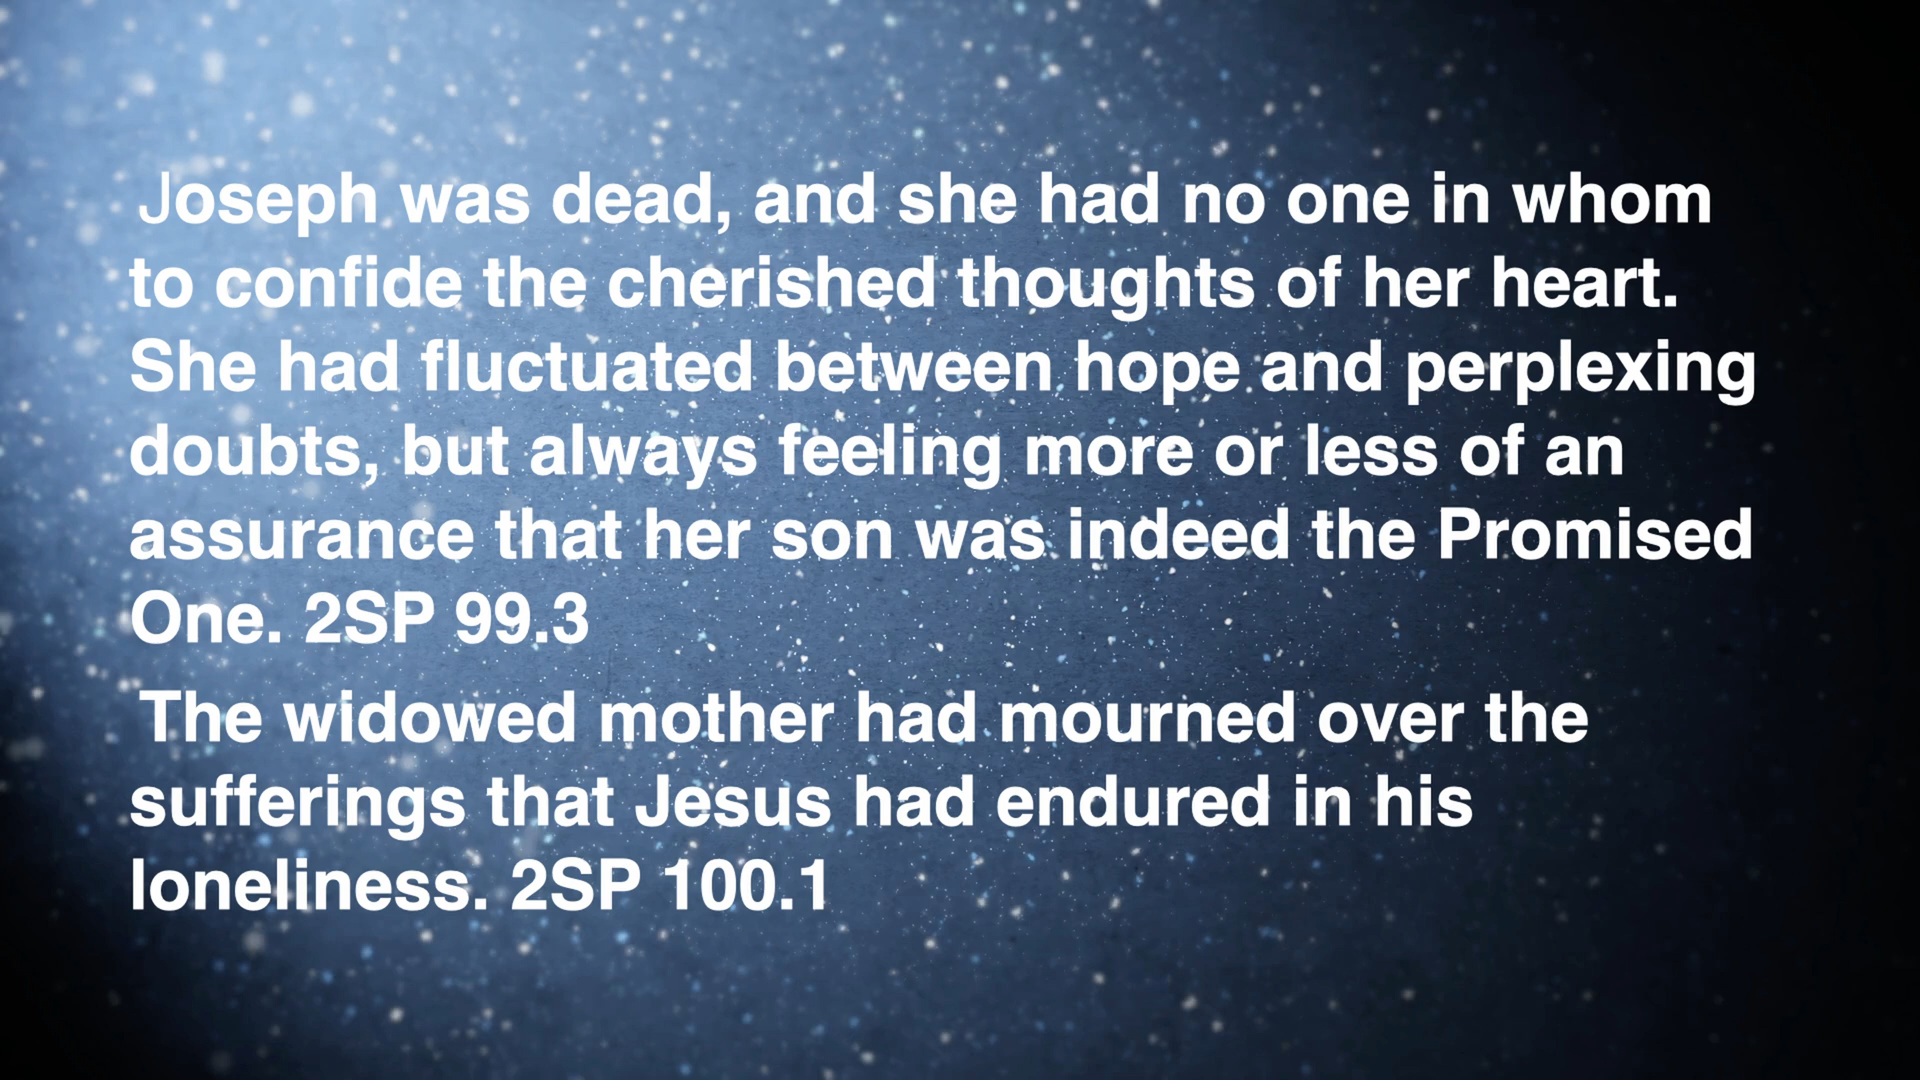 Joseph was dead, and she had no one in whom
to confide the cherished thoughts of her heart.
She had fluctuated between hope and perplexing
doubts, but always feeling more or less of an
assurance that her son was indeed the Promised
One. 2SP 99.3
The widowed mother had mourned over the
sufferings that Jesus had endured in his
loneliness. 2SP 100.1